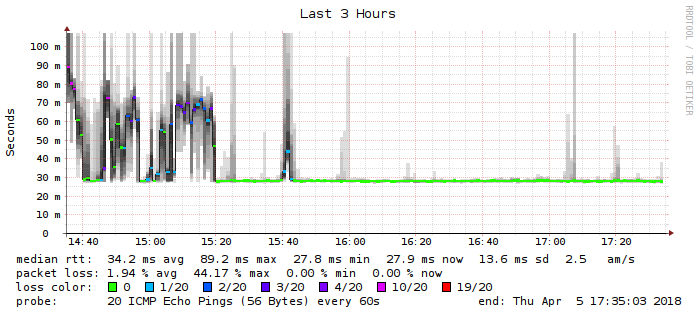 Last 3 Hours
RRDTOOL / TOBI OETIKER
Seconds
100 m
90 m
80 m
70 m
60 m
50 m
40 m
30 m
20 m
10 m
0
14:40 15:00 15:20 15:40 16:00 16:20 16:40 17:00 17:20
median rtt: 34.2 ms avg 89.2 ms max 27.8 ms min 27.9 ms now 13.6 ms sd 2.5 am/s
packet loss: 1.94 % avg 44.17 % max 0.00 % min 0.00 % now
loss color: 0 1/20 2/20 3/20 4/20 10/20 19/20
probe: 20 ICMP Echo Pings (56 Bytes) every 60s end: Thu Apr 5 17:35:03 2018